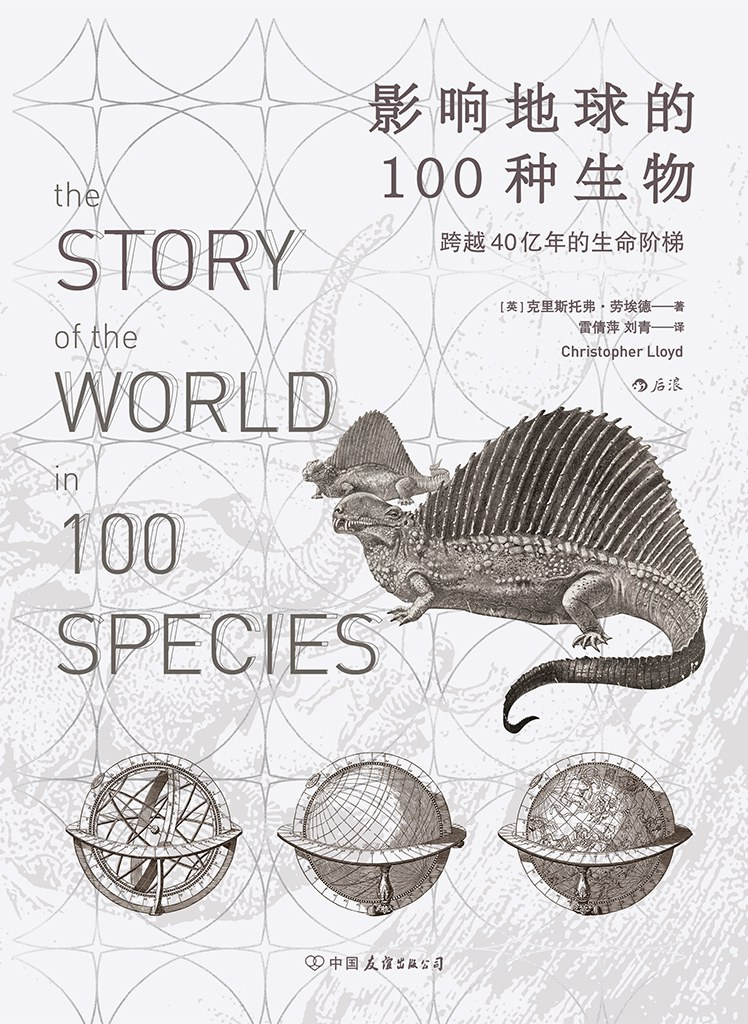 影响地球的
100种生物
跨越40亿年的生命阶梯
[英]克里斯托弗·劳埃德——著
雷倩萍 刘青——译
Christopher Lloyd
后浪
the
STORY
of the
WORLD
in
100
SPECIES
中国友谊出版公司